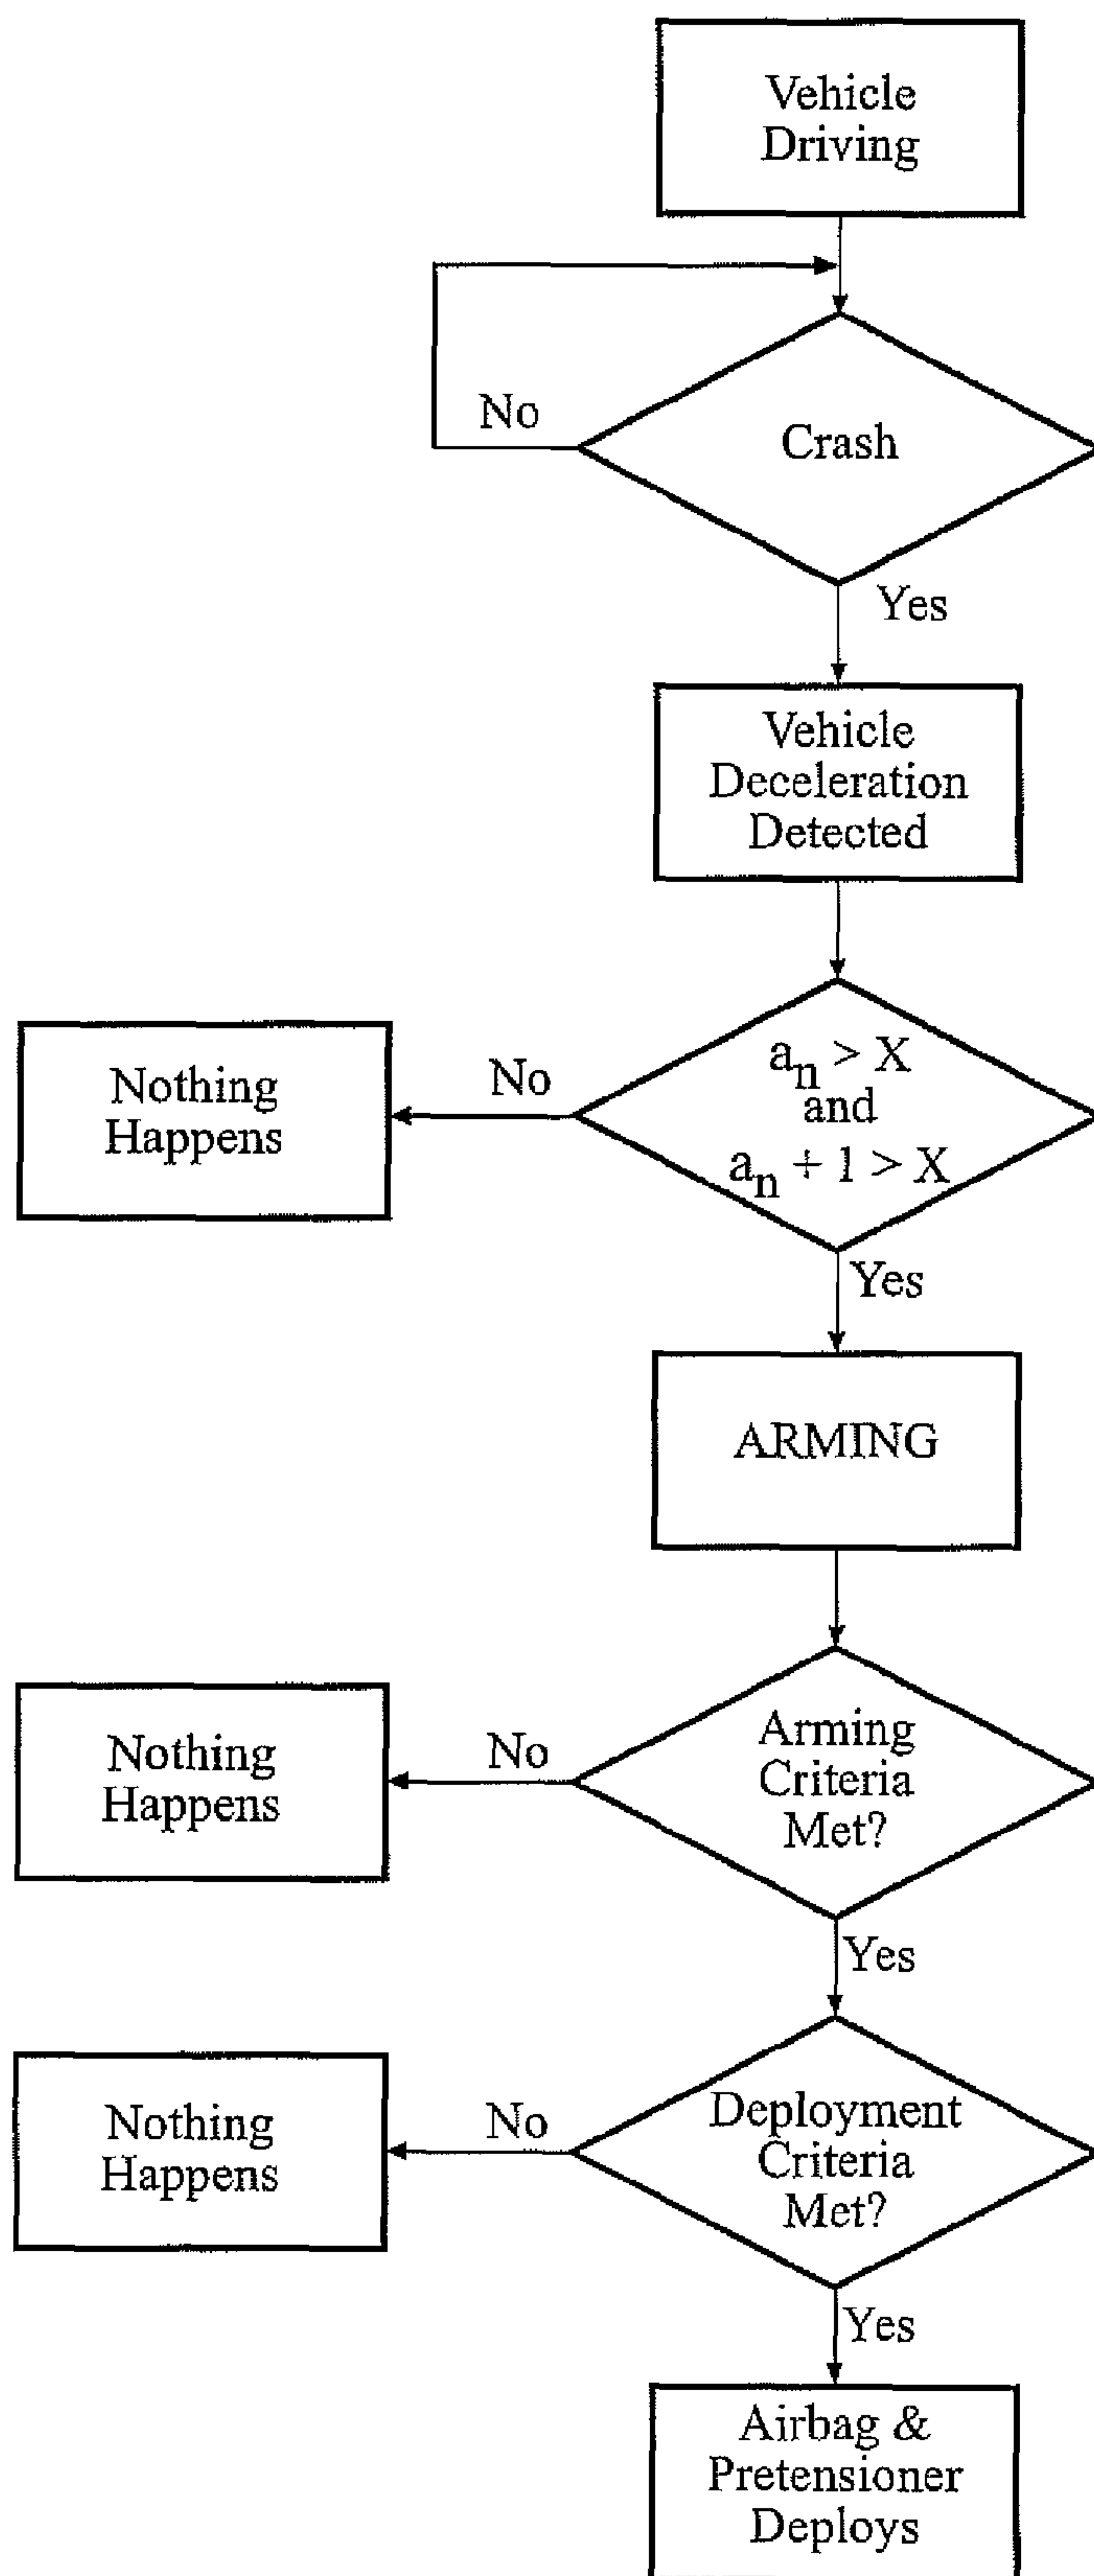 Vehicle
Driving
No
Crash
Yes
Vehicle
Deceleration
Detected
Nothing
Happens
No
an > X
and
an + 1 > X
Yes
ARMING
Nothing
Happens
No
Arming
Criteria
Met?
Yes
Nothing
Happens
No
Deployment
Criteria
Met?
Yes
Airbag &
Pretensioner
Deploys